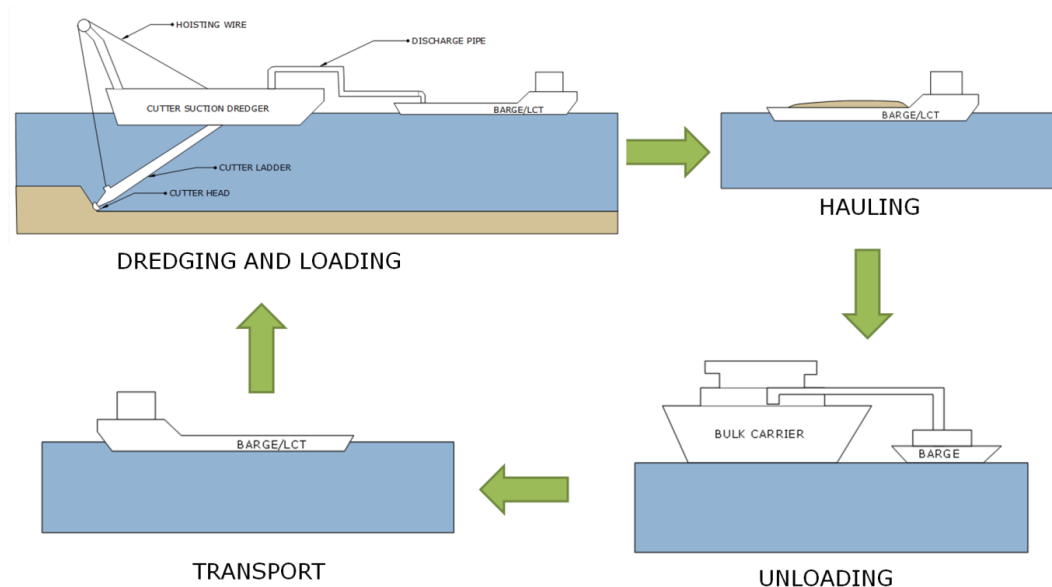 HOISTING WIRE
DISCHARGE PIPE
CUTTER SUCTION DREDGER
BARGE/LCT
CUTTER LADDER
CUTTER HEAD
DREDGING AND LOADING
BARGE/LCT
HAULING
BULK CARRIER
BARGE
UNLOADING
BARGE/LCT
TRANSPORT